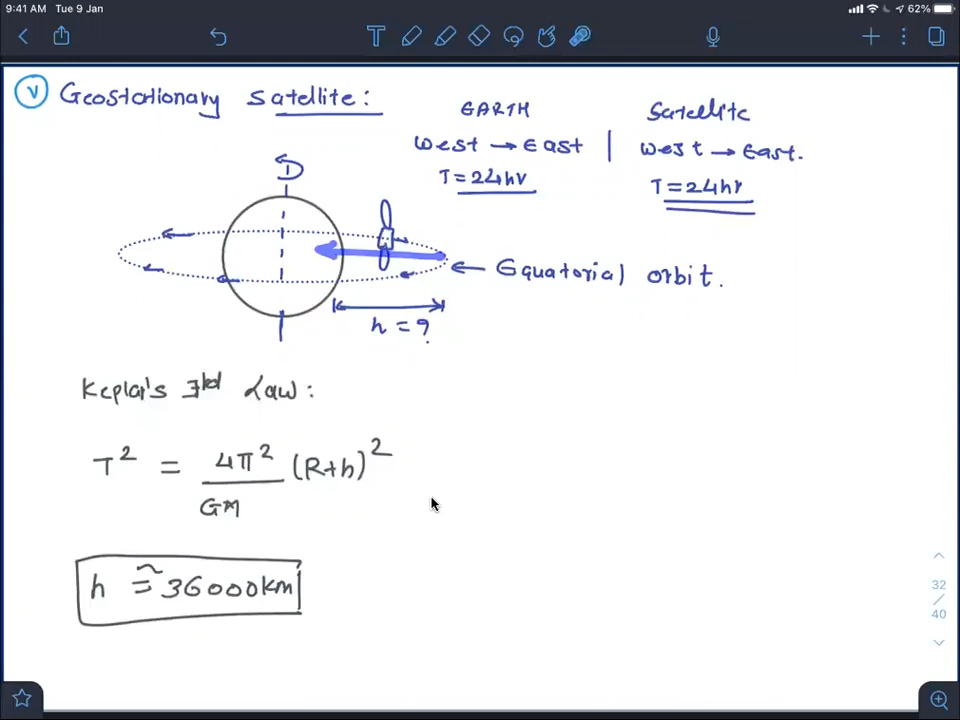 9:41 AM Tue 9 Jan
62%
(V) Geostationary satellite:
EARTH
West → East
T = 24hr
Satellite
West → East.
T = 24hr
← Equatorial orbit.
h = ?
Keplar's 3rd Law:
T² = 4π²/GM (R+h)²
h ≅ 36000km
32
/
40